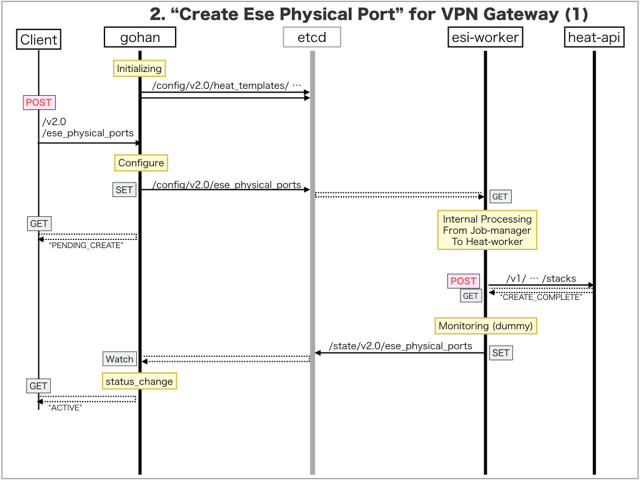 2. “Create Ese Physical Port” for VPN Gateway (1)
Client
gohan
etcd
esi-worker
heat-api
Initializing
/config/v2.0/heat_templates/ …
POST
/v2.0
/ese_physical_ports
Configure
SET
/config/v2.0/ese_physical_ports
GET
GET
"PENDING_CREATE"
Internal Processing
From Job-manager
To Heat-worker
POST
/v1/ … /stacks
GET
"CREATE_COMPLETE"
Monitoring (dummy)
/state/v2.0/ese_physical_ports
SET
Watch
status_change
GET
"ACTIVE"